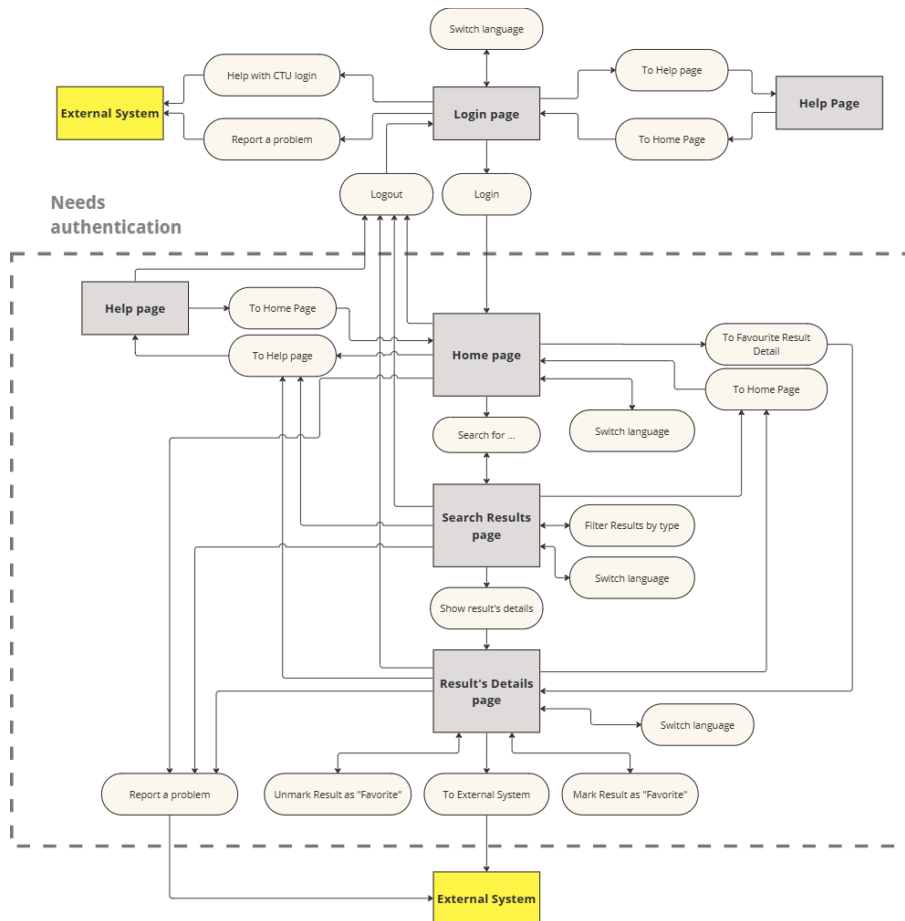 Switch language
Help with CTU login
To Help page
External System
Login page
Help Page
Report a problem
To Home Page
Needs
authentication
Logout
Login
Help page
To Home Page
To Help page
Home page
To Favourite Result
Detail
To Home Page
Search for ...
Switch language
Search Results
page
Filter Results by type
Switch language
Show result's details
Result's Details
page
Switch language
Report a problem
Unmark Result as "Favorite"
To External System
Mark Result as "Favorite"
External System